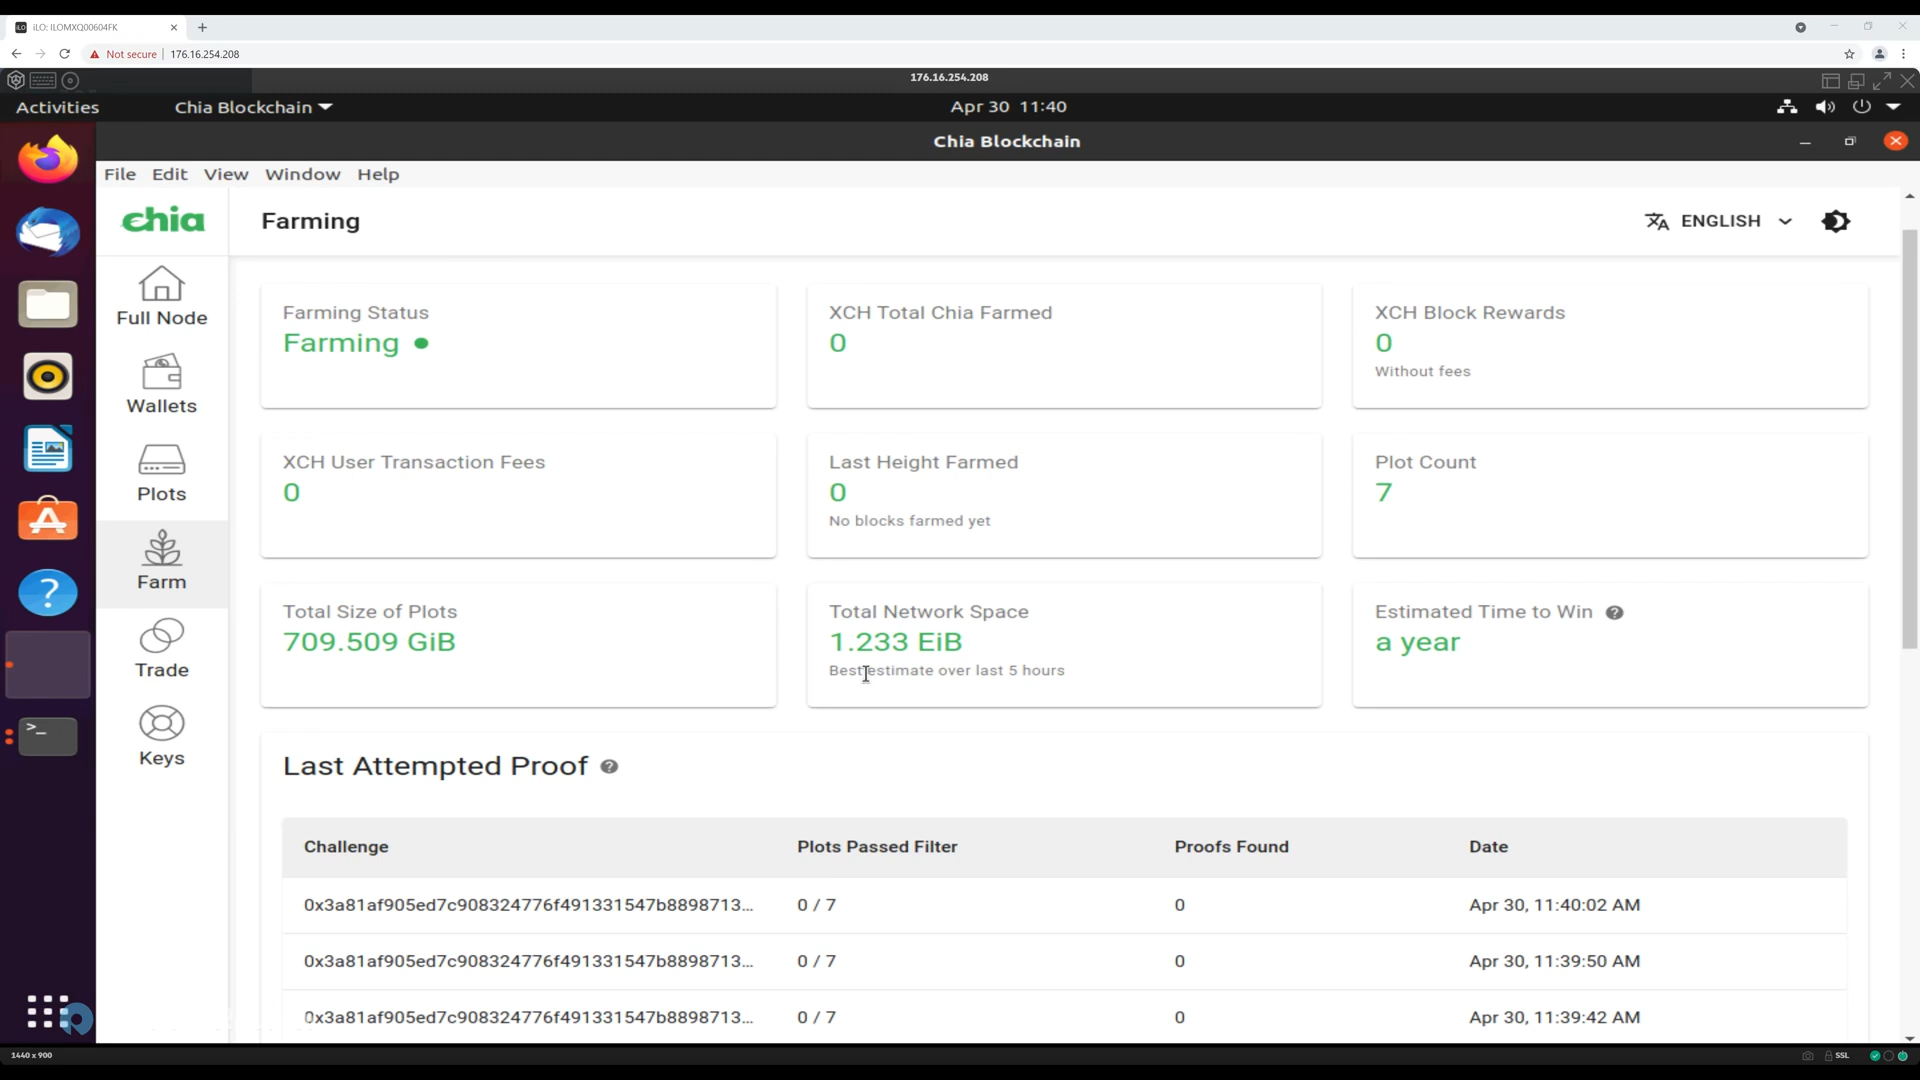 iLO: ILOMXQ00604FK
Not secure 176.16.254.208
176.16.254.208
Activities Chia Blockchain Apr 30 11:40
Chia Blockchain
File Edit View Window Help
chia Farming ENGLISH
Full Node
Wallets
Plots
Farm
Trade
Keys
Farming Status
Farming
XCH Total Chia Farmed
0
XCH Block Rewards
0
Without fees
XCH User Transaction Fees
0
Last Height Farmed
0
No blocks farmed yet
Plot Count
7
Total Size of Plots
709.509 GiB
Total Network Space
1.233 EiB
Best estimate over last 5 hours
Estimated Time to Win
a year
Last Attempted Proof
Challenge Plots Passed Filter Proofs Found Date
0x3a81af905ed7c908324776f491331547b8898713... 0 / 7 0 Apr 30, 11:40:02 AM
0x3a81af905ed7c908324776f491331547b8898713... 0 / 7 0 Apr 30, 11:39:50 AM
0x3a81af905ed7c908324776f491331547b8898713... 0 / 7 0 Apr 30, 11:39:42 AM
1440 x 900 SSL